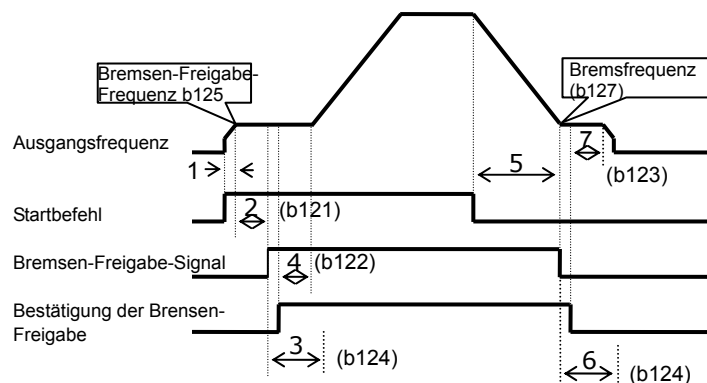 Bremsen-Freigabe-
Frequenz b125
Bremsfrequenz
(b127)
Ausgangsfrequenz
1
5
7
(b123)
Startbefehl
2
(b121)
Bremsen-Freigabe-Signal
4
(b122)
Bestätigung der Brensen-
Freigabe
3
(b124)
6
(b124)